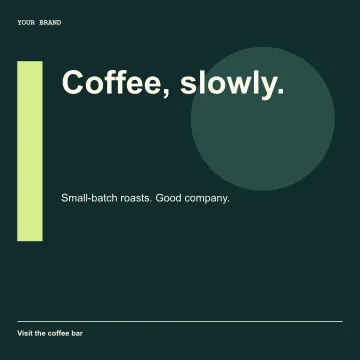 YOUR BRAND
Coffee, slowly.
Small-batch roasts. Good company.
Visit the coffee bar